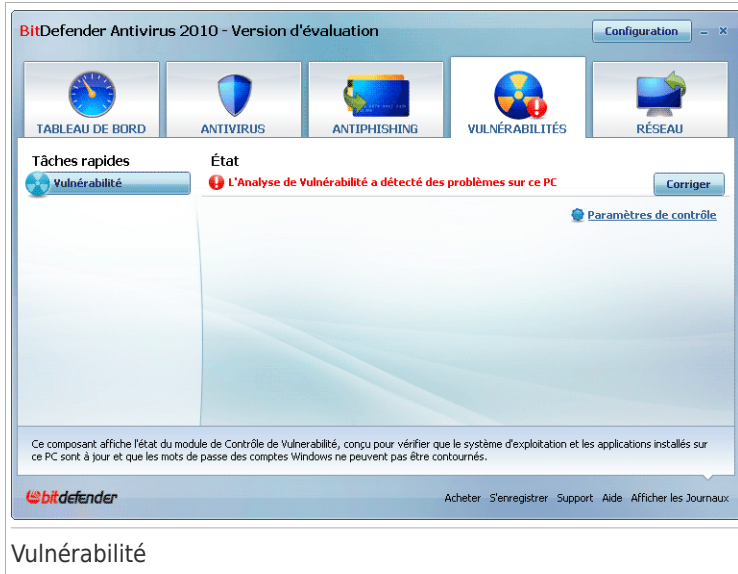 BitDefender Antivirus 2010 - Version d'évaluation
Configuration
TABLEAU DE BORD
ANTIVIRUS
ANTIPHISHING
VULNÉRABILITÉS
RÉSEAU
Tâches rapides
État
Vulnérabilité
L'Analyse de Vulnérabilité a détecté des problèmes sur ce PC
Corriger
Paramètres de contrôle
Ce composant affiche l'état du module de Contrôle de Vulnerabilité, conçu pour vérifier que le système d'exploitation et les applications installés sur
ce PC sont à jour et que les mots de passe des comptes Windows ne peuvent pas être contournés.
bitdefender
Acheter S'enregistrer Support Aide Afficher les Journaux
Vulnérabilité